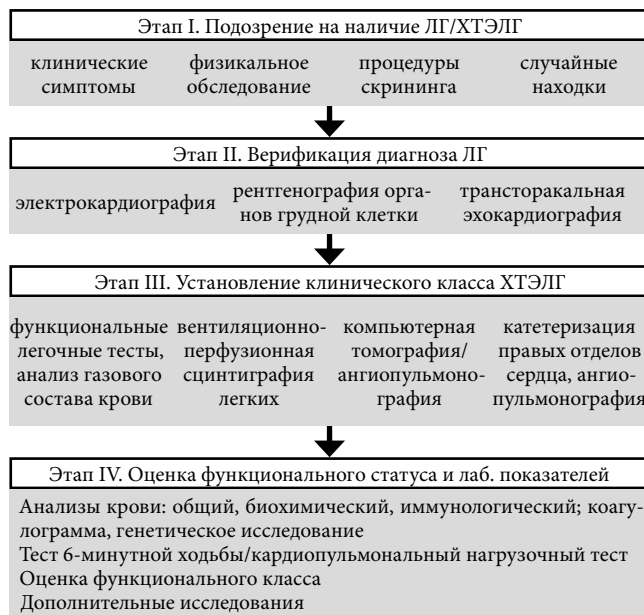 Этап I. Подозрение на наличие ЛГ/ХТЭЛГ
клинические
симптомы
физикальное
обследование
процедуры
скрининга
случайные
находки
Этап II. Верификация диагноза ЛГ
электрокардиография
рентгенография орга-
нов грудной клетки
трансторакальная
эхокардиография
Этап III. Установление клинического класса ХТЭЛГ
функциональные
легочные тесты,
анализ газового
состава крови
вентиляционно-
перфузионная
сцинтиграфия
легких
компьютерная
томография/
ангиопульмоно-
графия
катетеризация
правых отделов
сердца, ангио-
пульмонография
Этап IV. Оценка функционального статуса и лаб. показателей
Анализы крови: общий, биохимический, иммунологический; коагу-
лограмма, генетическое исследование
Тест 6-минутной ходьбы/кардиопульмональный нагрузочный тест
Оценка функционального класса
Дополнительные исследования